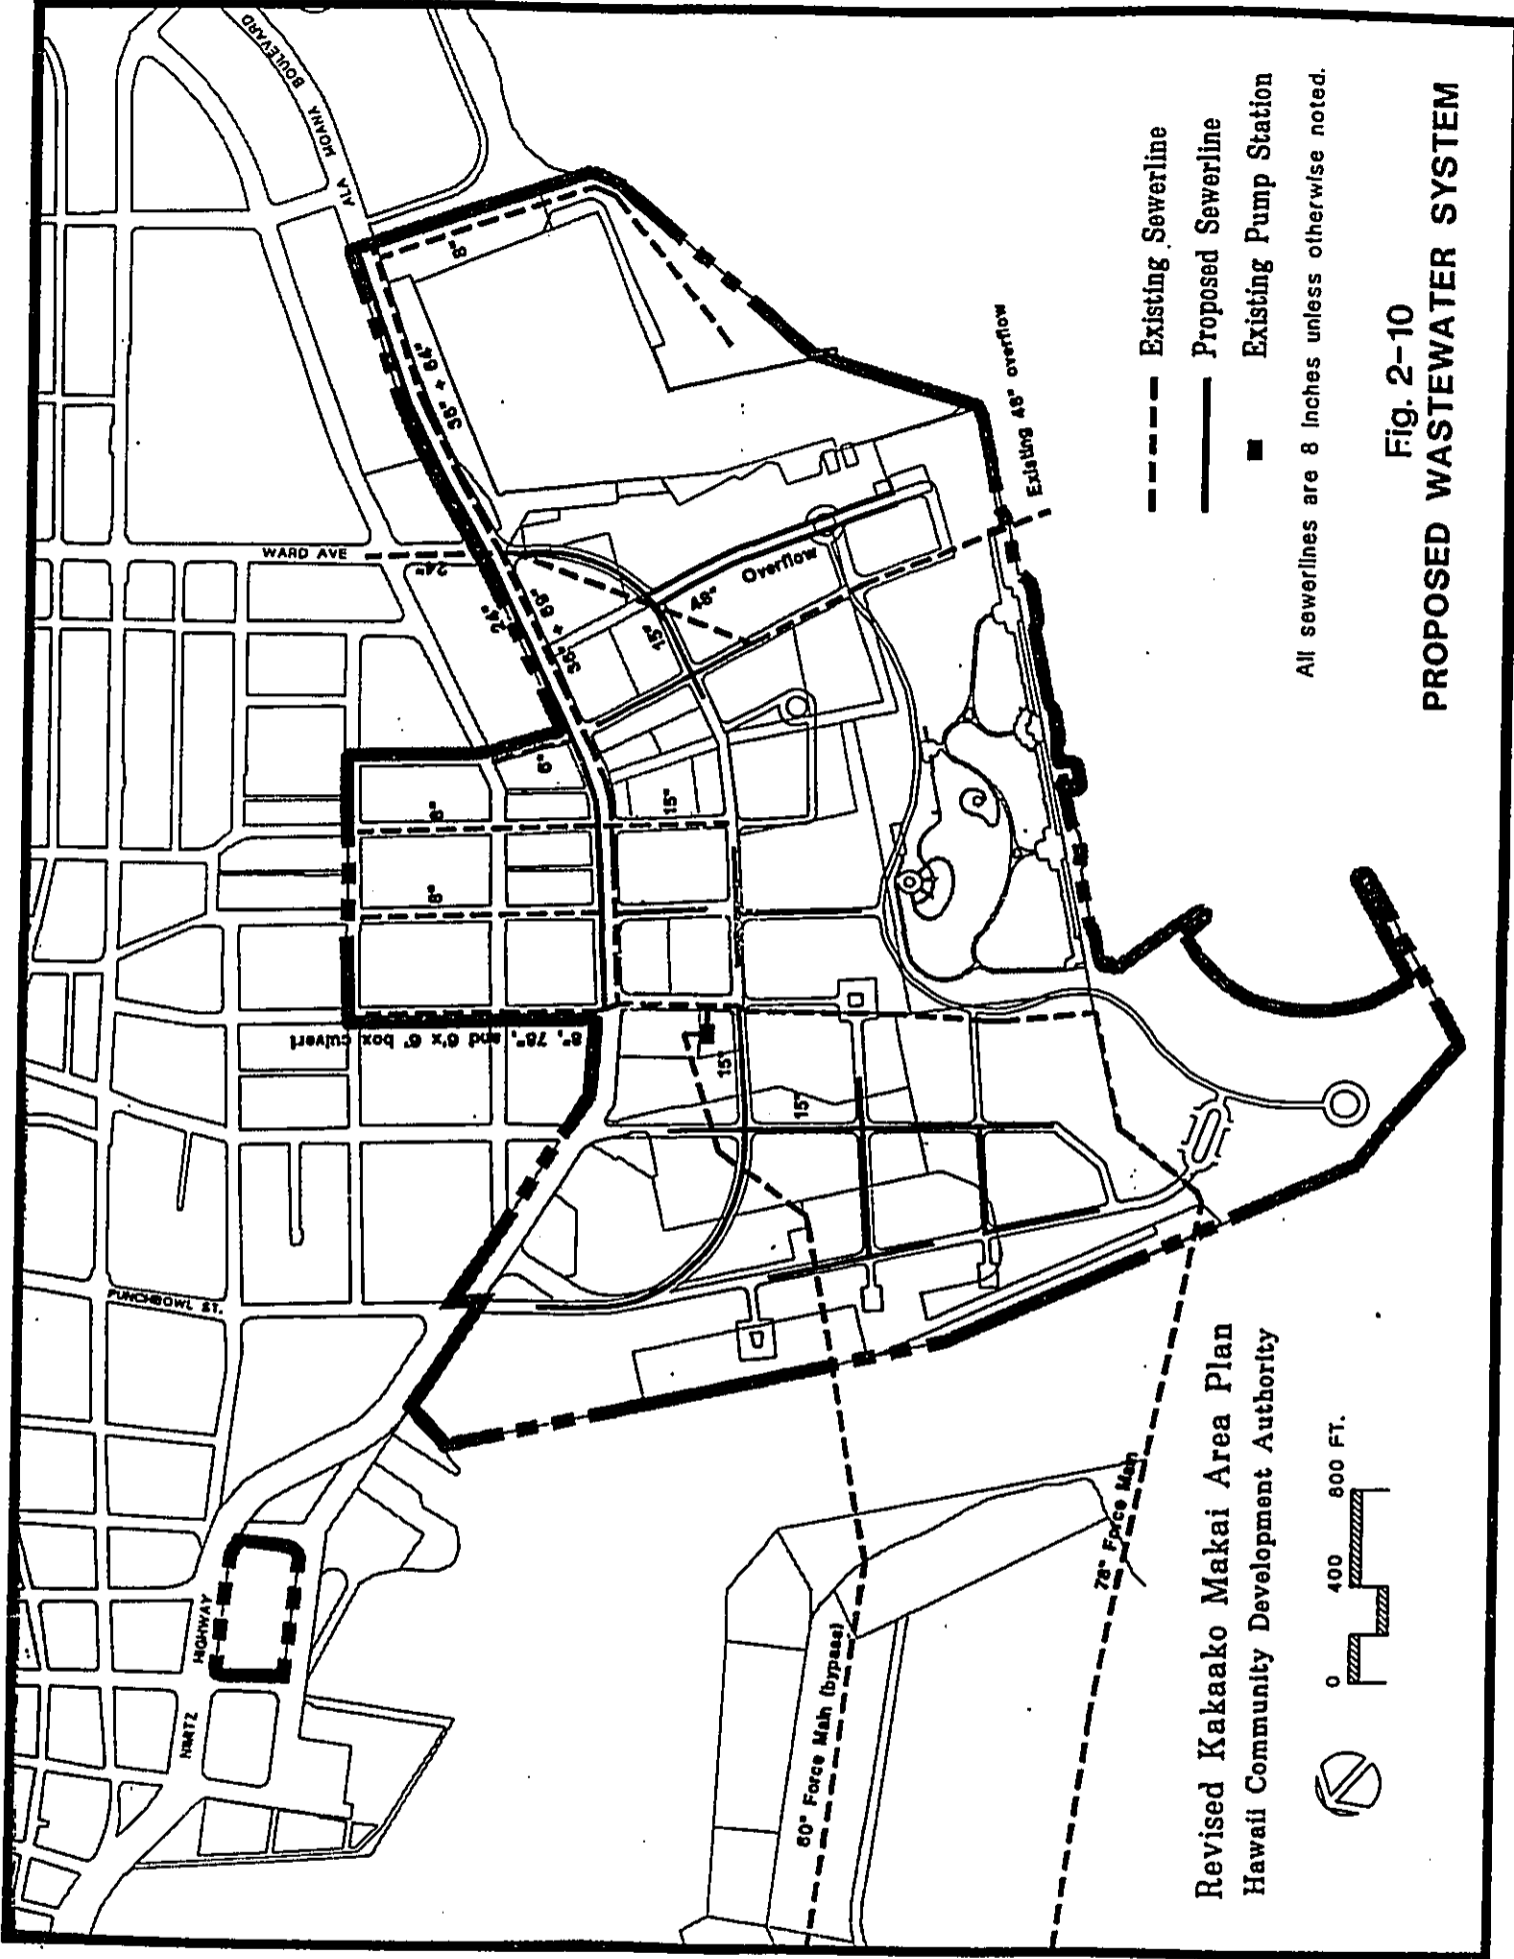 ALA MOANA BOULEVARD
8"
36" + 64"
WARD AVE
24"
24"
36" + 69"
15"
48"
Overflow
Existing 48" overflow
6"
8"
8"
15"
8", 78", and 6'x 6' box culvert
15"
15"
PUNCHBOWL ST.
NIMITZ HIGHWAY
60" Force Main (bypass)
78" Force Main
Existing Sewerline
Proposed Sewerline
Existing Pump Station
All sewerlines are 8 inches unless otherwise noted.
Fig. 2-10
PROPOSED WASTEWATER SYSTEM
Revised Kakaako Makai Area Plan
Hawaii Community Development Authority
0 400 800 FT.